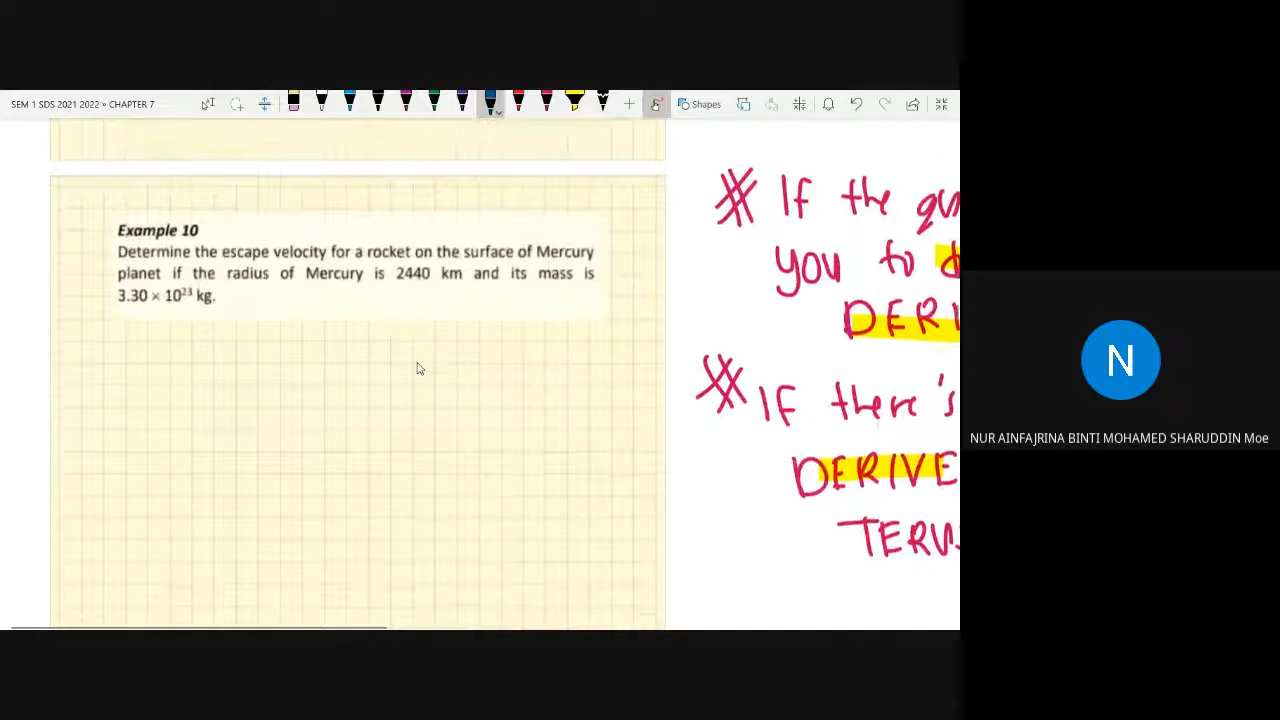 SEM 1 SDS 2021 2022 » CHAPTER 7
Shapes
Example 10
Determine the escape velocity for a rocket on the surface of Mercury
planet if the radius of Mercury is 2440 km and its mass is
3.30 × 10²³ kg.
# If the
you to
DERI
# If there's
DERIVE
TERM
N
NUR AINFAJRINA BINTI MOHAMED SHARUDDIN Moe